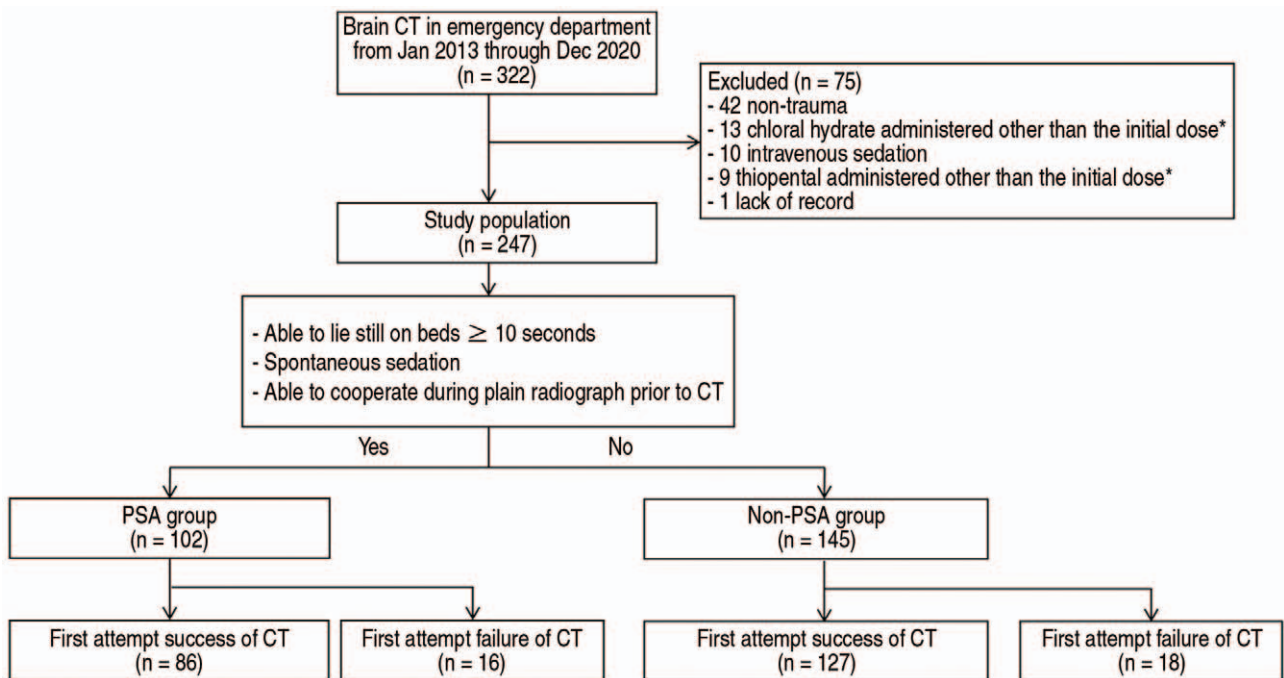 Brain CT in emergency department
from Jan 2013 through Dec 2020
(n = 322)
Excluded (n = 75)
- 42 non-trauma
- 13 chloral hydrate administered other than the initial dose*
- 10 intravenous sedation
- 9 thiopental administered other than the initial dose*
- 1 lack of record
Study population
(n = 247)
- Able to lie still on beds ≥ 10 seconds
- Spontaneous sedation
- Able to cooperate during plain radiograph prior to CT
Yes
No
PSA group
(n = 102)
Non-PSA group
(n = 145)
First attempt success of CT
(n = 86)
First attempt failure of CT
(n = 16)
First attempt success of CT
(n = 127)
First attempt failure of CT
(n = 18)